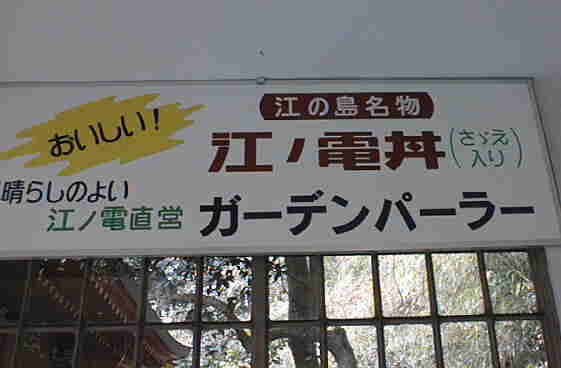 江の島名物
おいしい!
江ノ電丼(さゞえ入り)
晴らしのよい
江ノ電直営 ガーデンパーラー